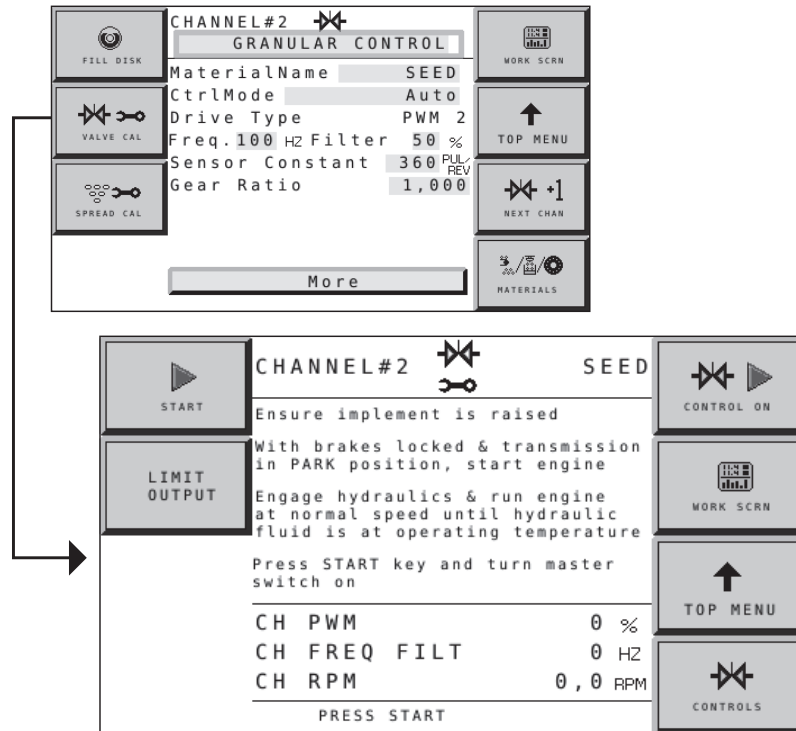 CHANNEL#2
GRANULAR CONTROL
FILL DISK
VALVE CAL
SPREAD CAL
MaterialName SEED
CtrlMode Auto
Drive Type PWM 2
Freq. 100 HZ Filter 50 %
Sensor Constant 360 PUL/REV
Gear Ratio 1,000
More
WORK SCRN
TOP MENU
+1
NEXT CHAN
MATERIALS
START
LIMIT
OUTPUT
CHANNEL#2 SEED
Ensure implement is raised
With brakes locked & transmission
in PARK position, start engine
Engage hydraulics & run engine
at normal speed until hydraulic
fluid is at operating temperature
Press START key and turn master
switch on
CH PWM 0 %
CH FREQ FILT 0 HZ
CH RPM 0,0 RPM
PRESS START
CONTROL ON
WORK SCRN
TOP MENU
CONTROLS